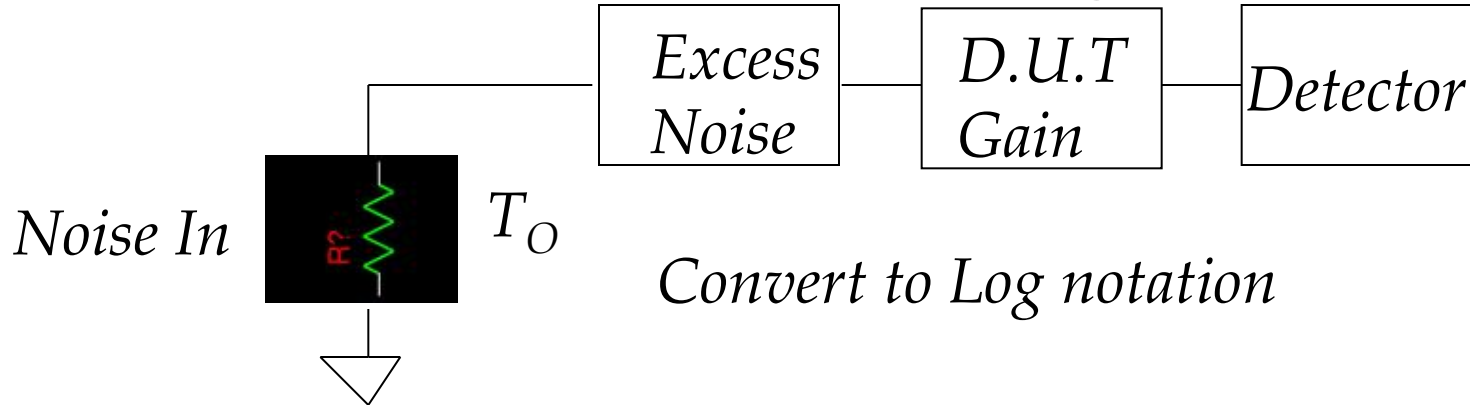 Excess
Noise
D.U.T
Gain
Detector
Noise In
R?
T_O
Convert to Log notation